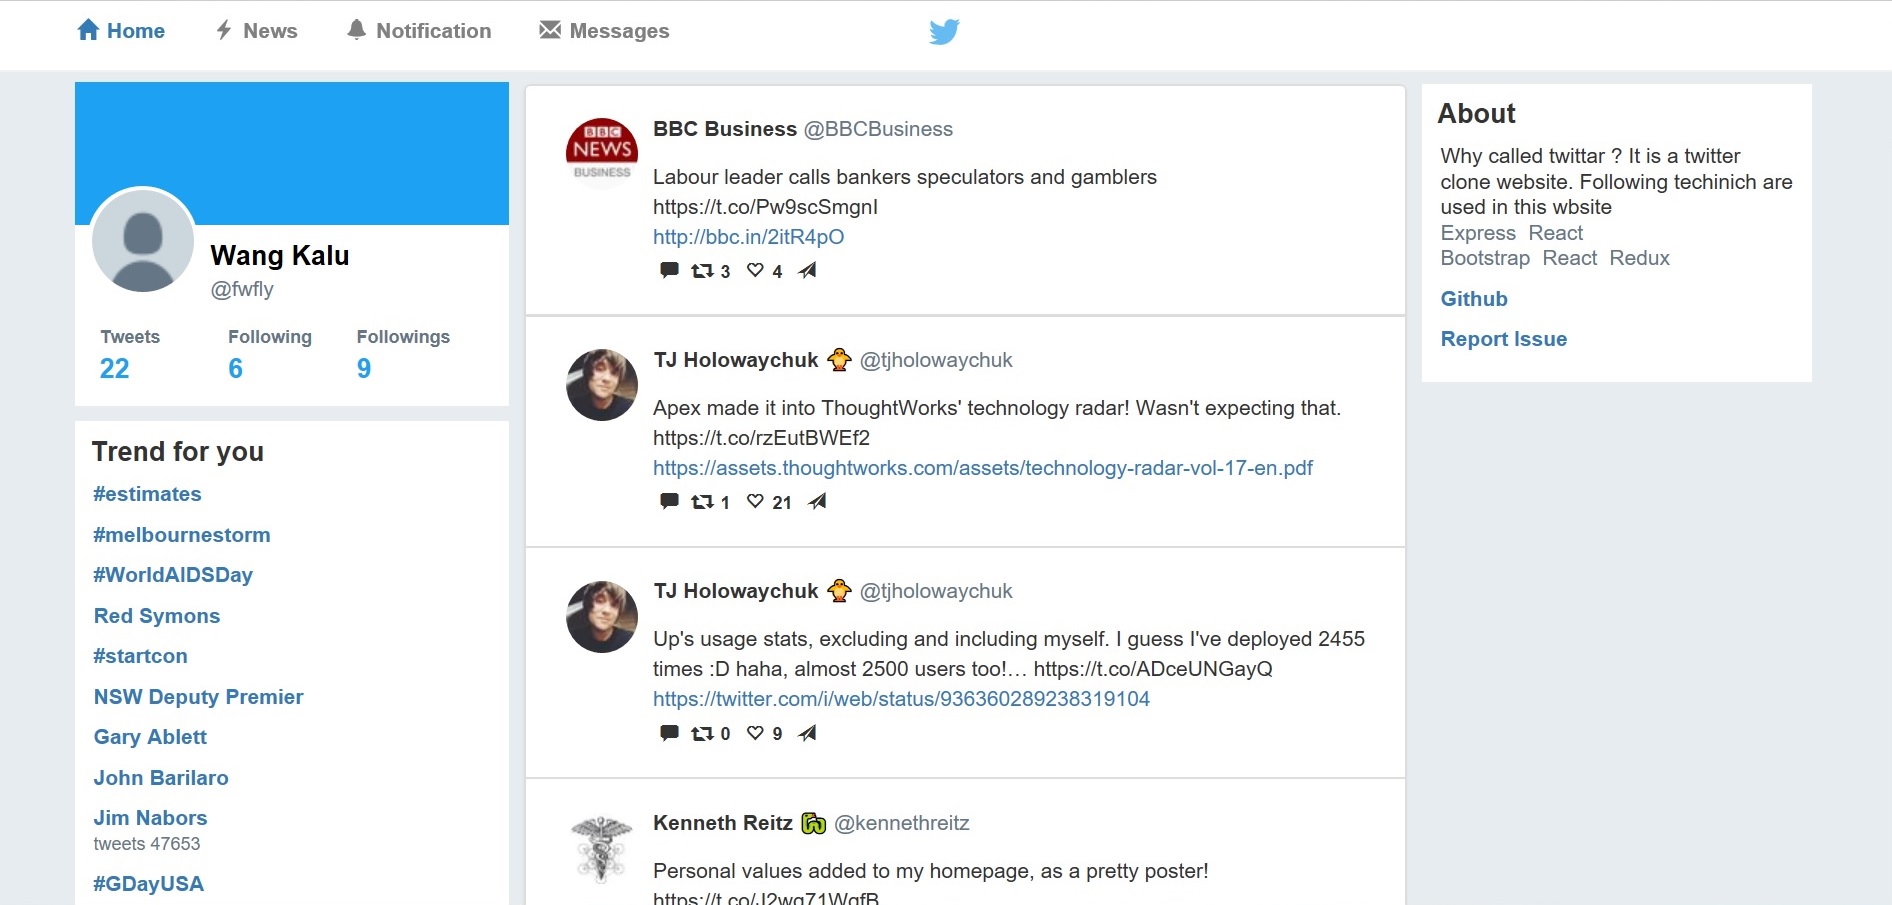 Home News Notification Messages
Wang Kalu
@fwfly
Tweets Following Followings
22 6 9
Trend for you
#estimates
#melbournestorm
#WorldAIDSDay
Red Symons
#startcon
NSW Deputy Premier
Gary Ablett
John Barilaro
Jim Nabors
tweets 47653
#GDayUSA
BBC
NEWS
BUSINESS
BBC Business @BBCBusiness
Labour leader calls bankers speculators and gamblers
https://t.co/Pw9scSmgnI
http://bbc.in/2itR4pO
3 4
TJ Holowaychuk @tjholowaychuk
Apex made it into ThoughtWorks' technology radar! Wasn't expecting that.
https://t.co/rzEutBWEf2
https://assets.thoughtworks.com/assets/technology-radar-vol-17-en.pdf
1 21
TJ Holowaychuk @tjholowaychuk
Up's usage stats, excluding and including myself. I guess I've deployed 2455
times :D haha, almost 2500 users too!… https://t.co/ADceUNGayQ
https://twitter.com/i/web/status/936360289238319104
0 9
Kenneth Reitz @kennethreitz
Personal values added to my homepage, as a pretty poster!
About
Why called twittar ? It is a twitter
clone website. Following techinich are
used in this wbsite
Express React
Bootstrap React Redux
Github
Report Issue